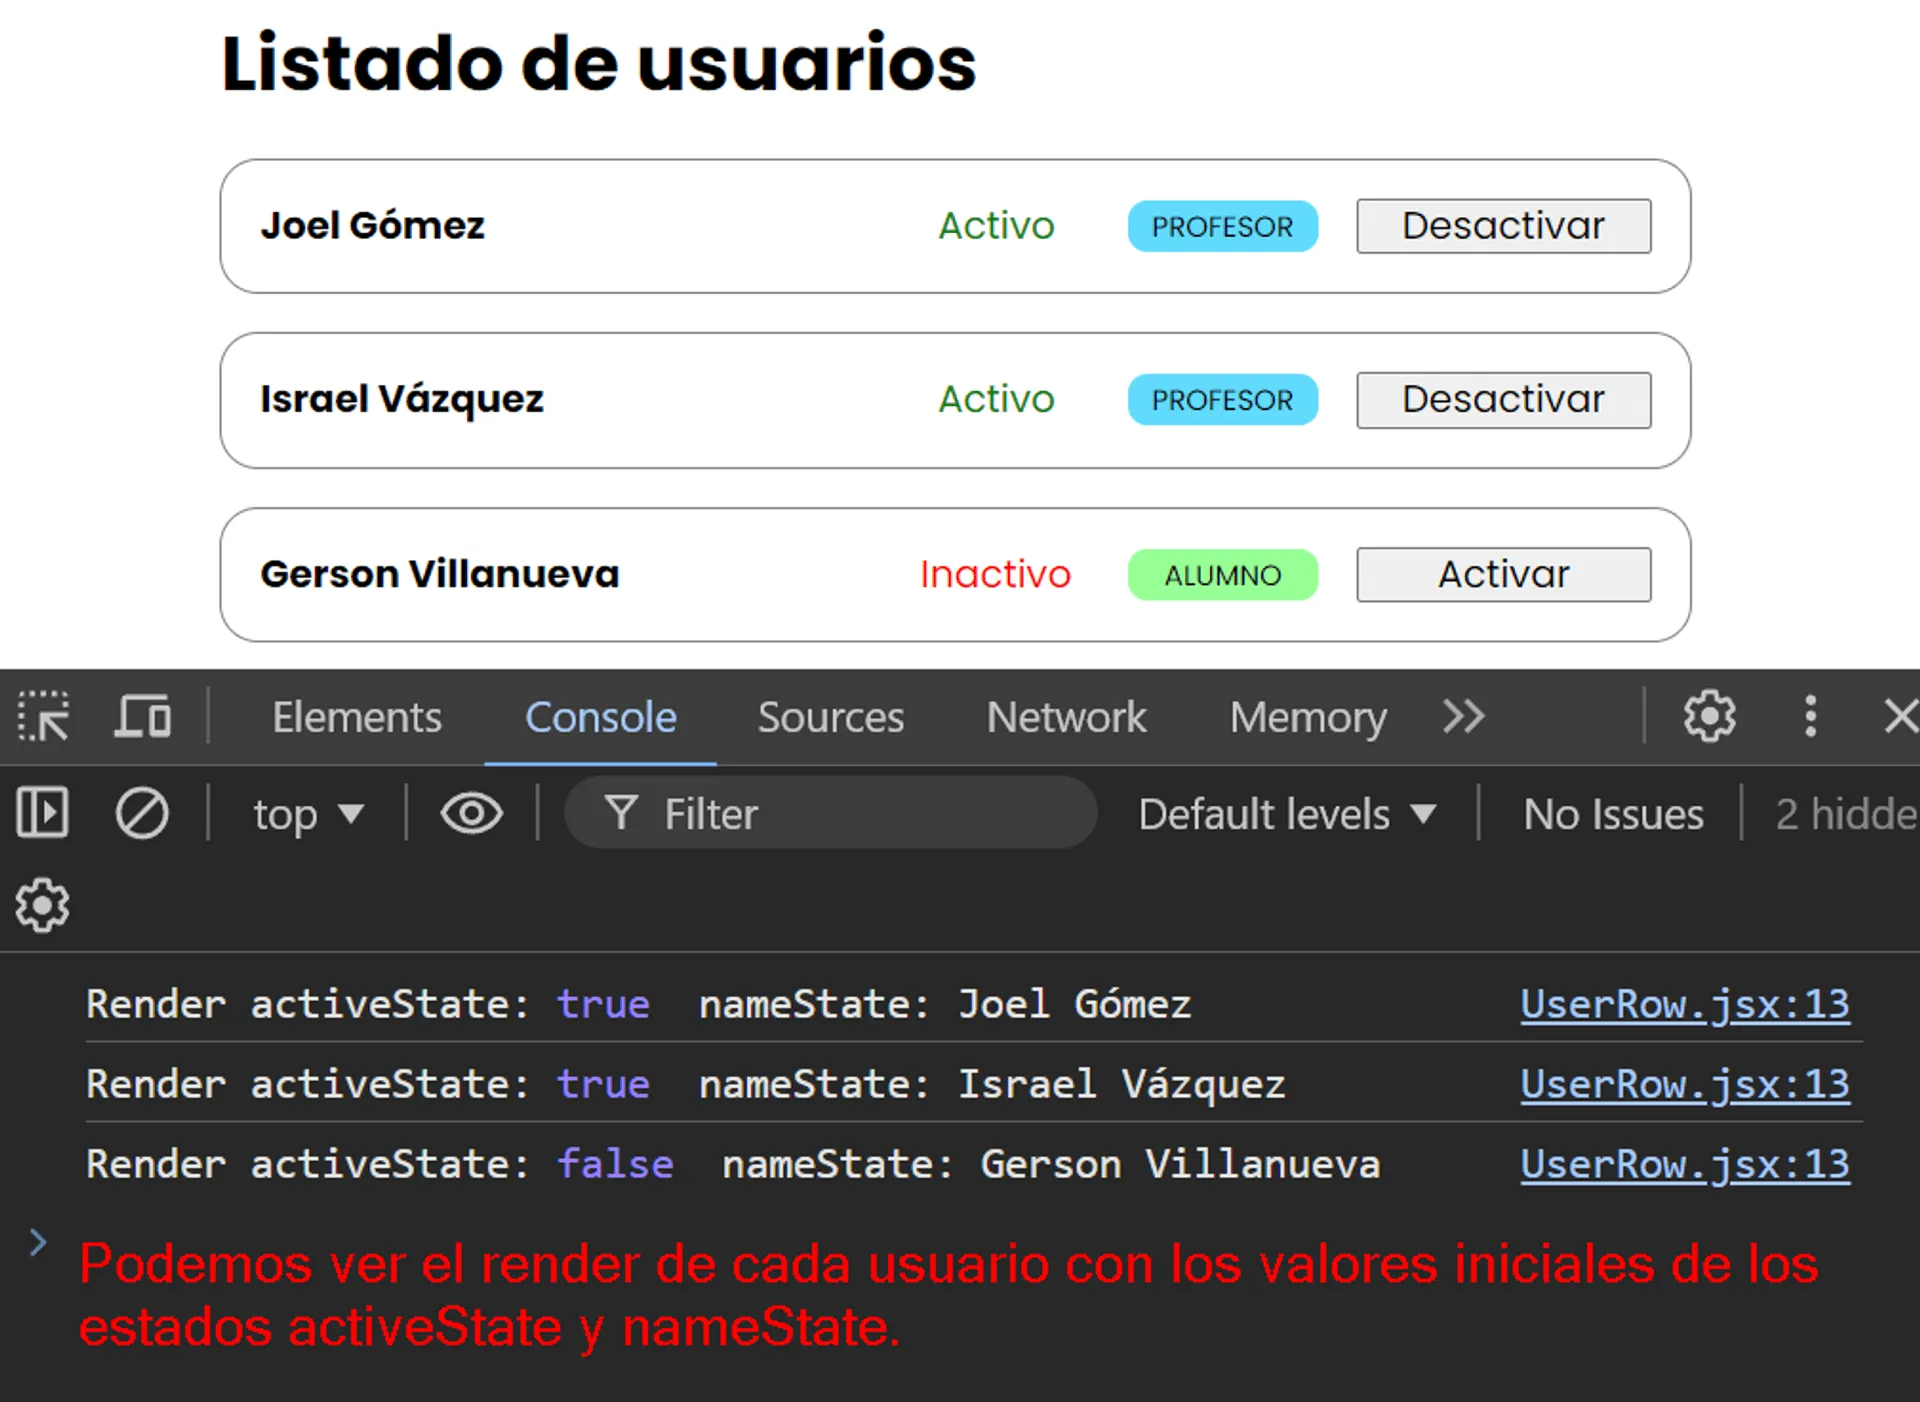 Listado de usuarios
Joel Gómez Activo PROFESOR Desactivar
Israel Vázquez Activo PROFESOR Desactivar
Gerson Villanueva Inactivo ALUMNO Activar
Elements Console Sources Network Memory
top Filter Default levels No Issues 2 hidde
Render activeState: true nameState: Joel Gómez UserRow.jsx:13
Render activeState: true nameState: Israel Vázquez UserRow.jsx:13
Render activeState: false nameState: Gerson Villanueva UserRow.jsx:13
Podemos ver el render de cada usuario con los valores iniciales de los
estados activeState y nameState.